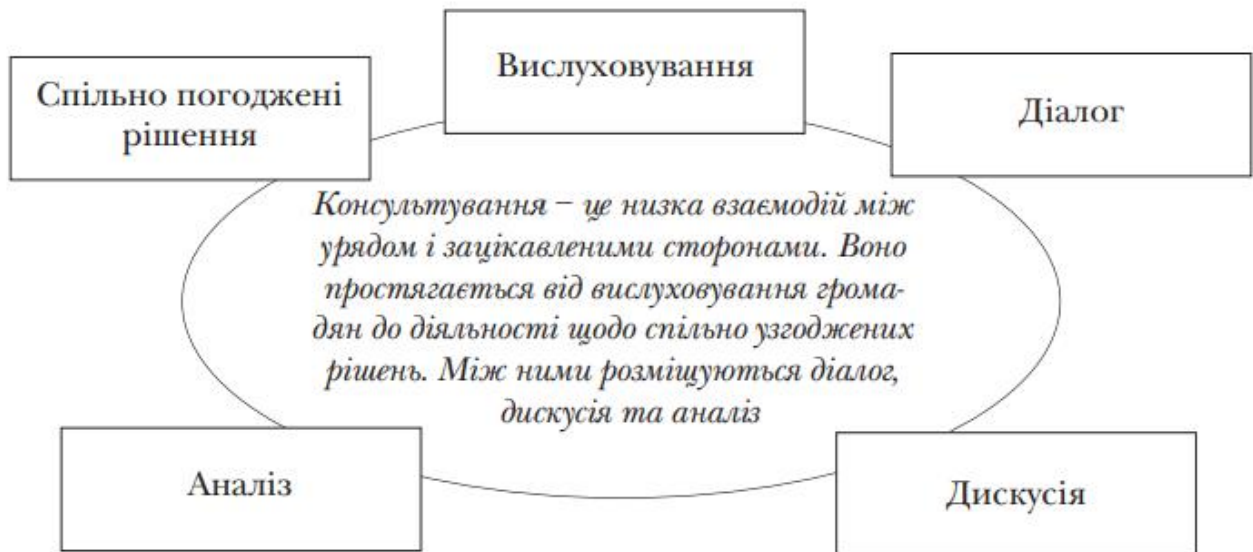 Вислуховування
Спільно погоджені
рішення
Діалог
Консультування – це низка взаємодій між
урядом і зацікавленими сторонами. Воно
простягається від вислуховування грома-
дян до діяльності щодо спільно узгоджених
рішень. Між ними розміщуються діалог,
дискусія та аналіз
Аналіз
Дискусія